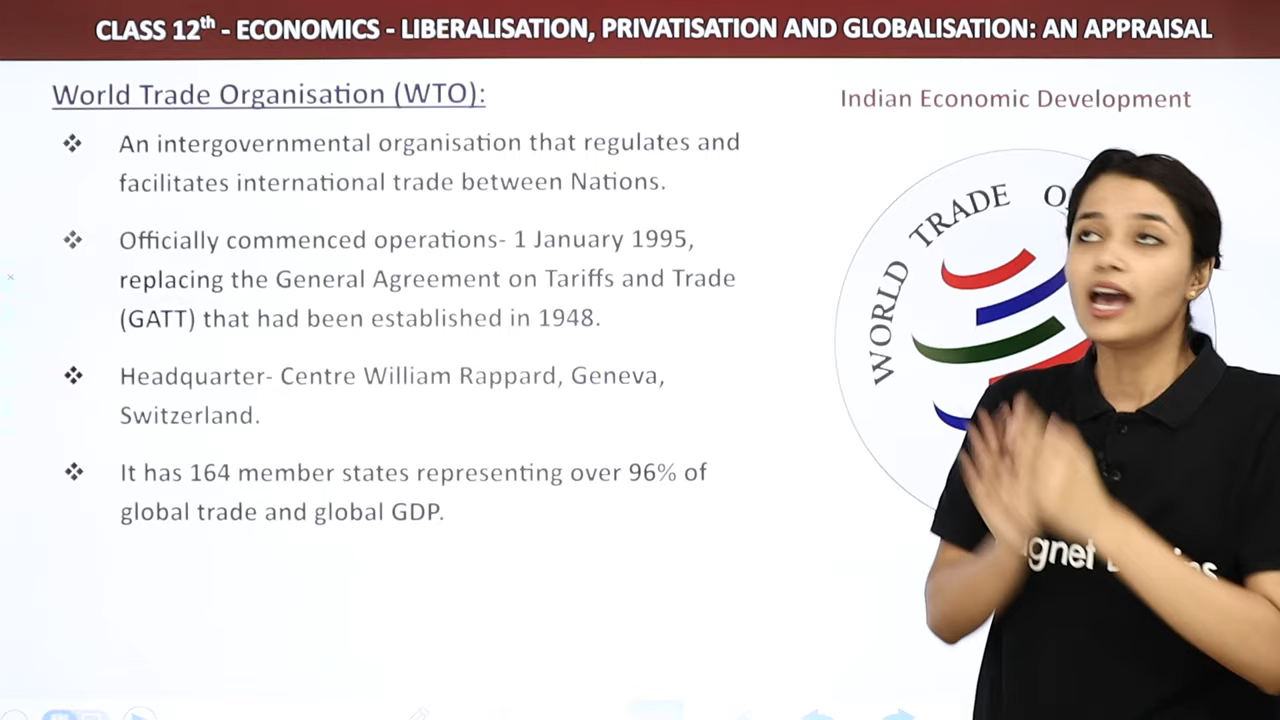 CLASS 12th - ECONOMICS - LIBERALISATION, PRIVATISATION AND GLOBALISATION: AN APPRAISAL
World Trade Organisation (WTO):
Indian Economic Development
An intergovernmental organisation that regulates and
facilitates international trade between Nations.
Officially commenced operations- 1 January 1995,
replacing the General Agreement on Tariffs and Trade
(GATT) that had been established in 1948.
Headquarter- Centre William Rappard, Geneva,
Switzerland.
It has 164 member states representing over 96% of
global trade and global GDP.
WORLD TRADE